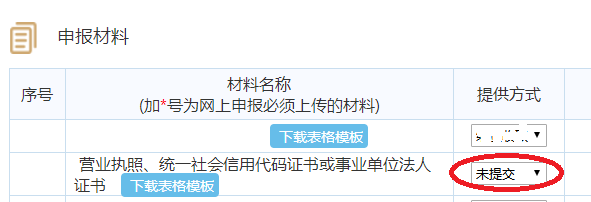 申报材料
序号
材料名称
(加*号为网上申报必须上传的材料)
提供方式
下载表格模板
营业执照、统一社会信用代码证书或事业单位法人
证书 下载表格模板
未提交